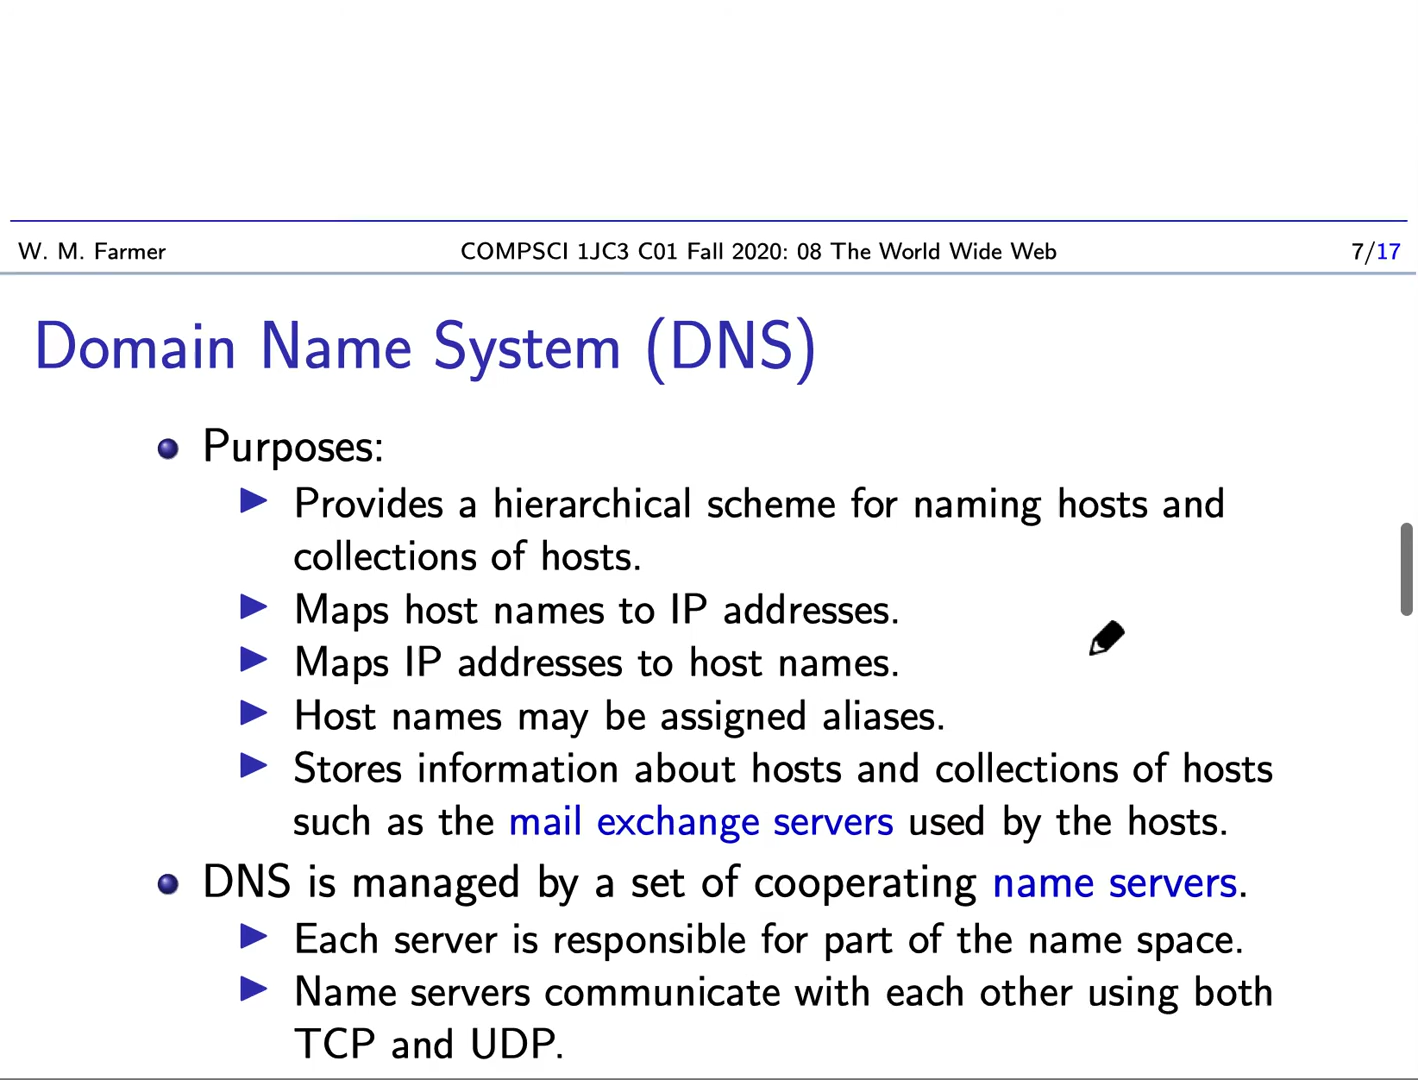 W. M. Farmer COMPSCI 1JC3 C01 Fall 2020: 08 The World Wide Web 7/17
Domain Name System (DNS)
Purposes:
Provides a hierarchical scheme for naming hosts and
collections of hosts.
Maps host names to IP addresses.
Maps IP addresses to host names.
Host names may be assigned aliases.
Stores information about hosts and collections of hosts
such as the mail exchange servers used by the hosts.
DNS is managed by a set of cooperating name servers.
Each server is responsible for part of the name space.
Name servers communicate with each other using both
TCP and UDP.